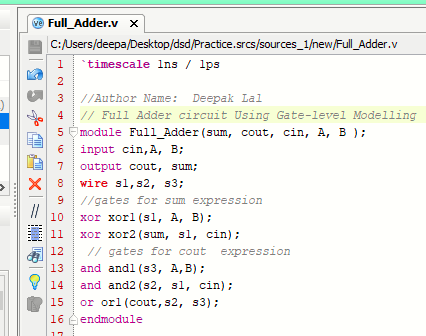 Full_Adder.v
C:/Users/deepa/Desktop/dsd/Practice.srcs/sources_1/new/Full_Adder.v
1 `timescale 1ns / 1ps
2
3 //Author Name:  Deepak Lal
4 // Full Adder circuit Using Gate-level Modelling
5 module Full_Adder(sum, cout, cin, A, B );
6 input cin,A, B;
7 output cout, sum;
8 wire s1,s2, s3;
9 //gates for sum expression
10 xor xor1(s1, A, B);
11 xor xor2(sum, s1, cin);
12  // gates for cout  expression
13 and and1(s3, A,B);
14 and and2(s2, s1, cin);
15 or or1(cout,s2, s3);
16 endmodule
17